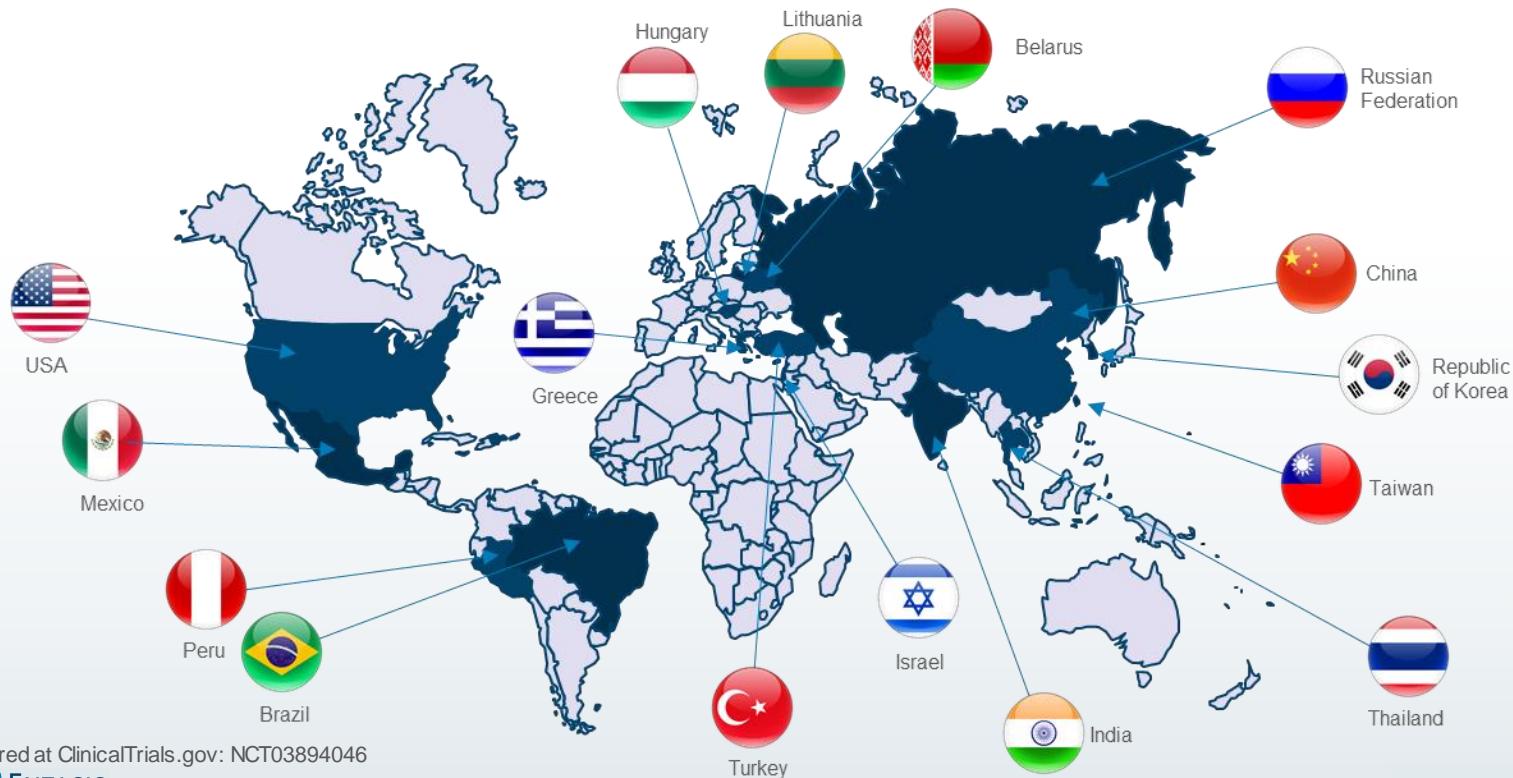 Hungary
Lithuania
Belarus
Russian
Federation
USA
Greece
China
Republic
of Korea
Mexico
Taiwan
Peru
Brazil
Israel
Thailand
India
Turkey
red at ClinicalTrials.gov: NCT03894046